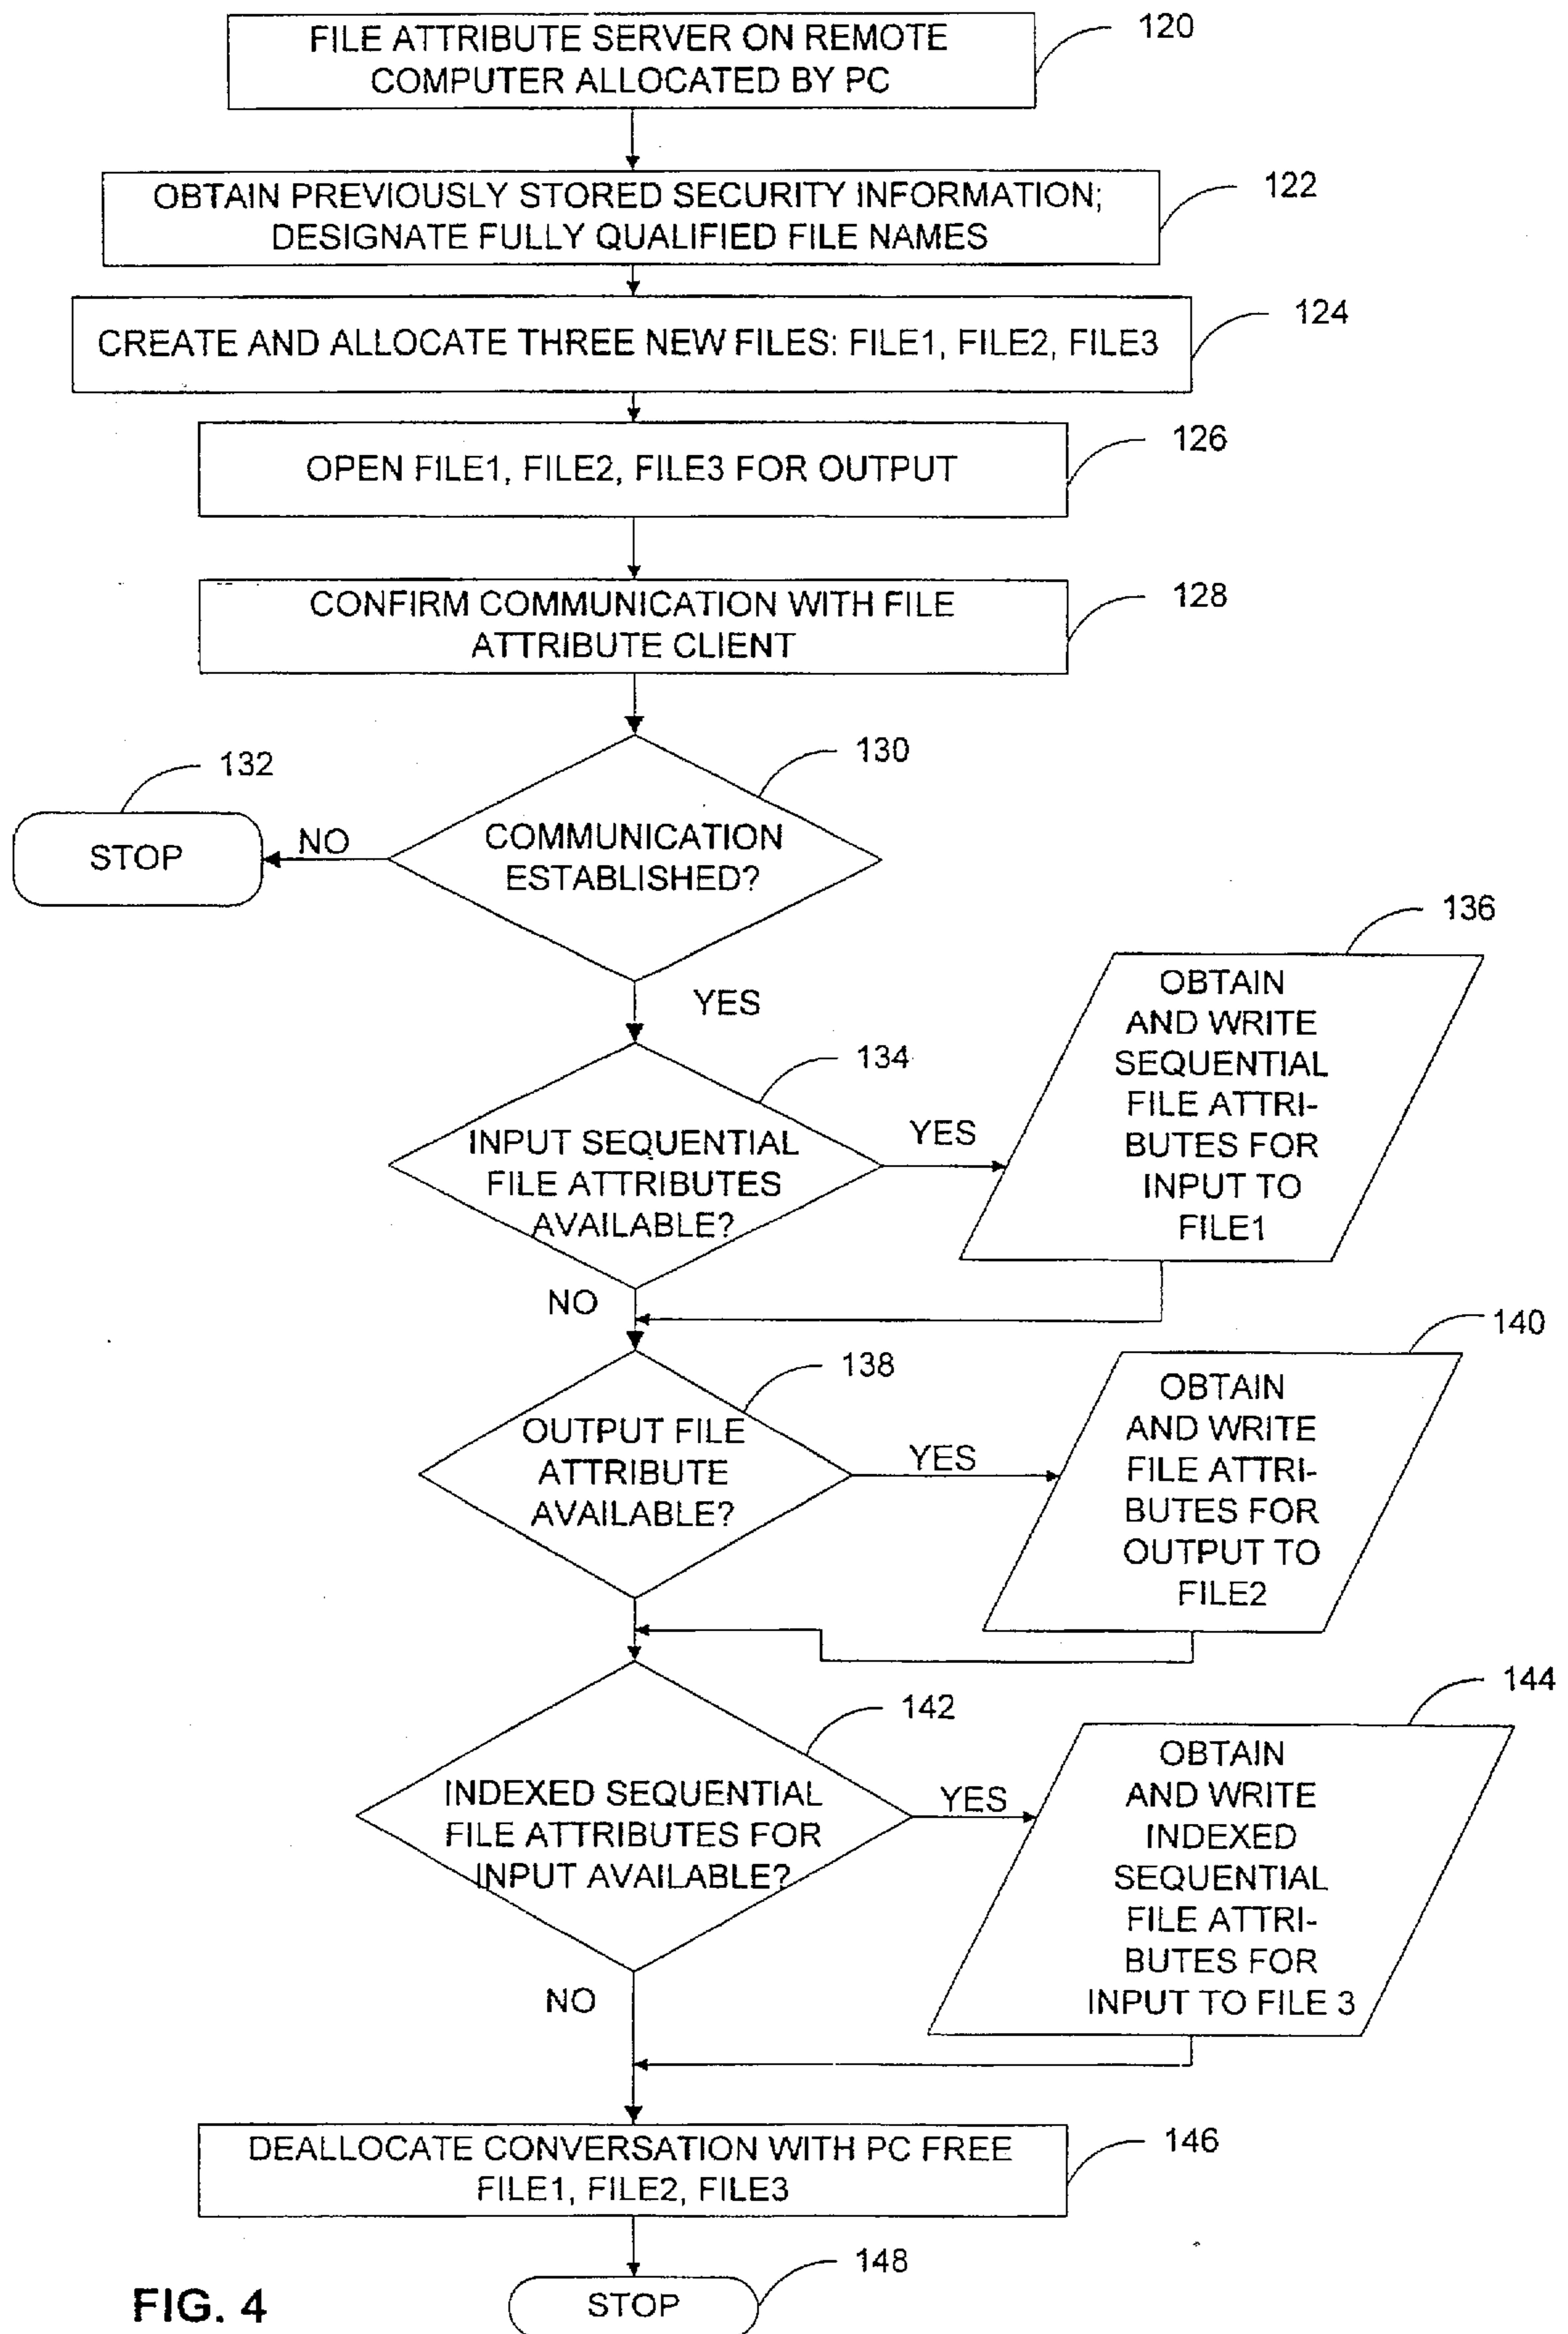 FILE ATTRIBUTE SERVER ON REMOTE
COMPUTER ALLOCATED BY PC
120
OBTAIN PREVIOUSLY STORED SECURITY INFORMATION;
DESIGNATE FULLY QUALIFIED FILE NAMES
122
CREATE AND ALLOCATE THREE NEW FILES: FILE1, FILE2, FILE3
124
OPEN FILE1, FILE2, FILE3 FOR OUTPUT
126
CONFIRM COMMUNICATION WITH FILE
ATTRIBUTE CLIENT
128
130
COMMUNICATION
ESTABLISHED?
NO
132
STOP
YES
134
INPUT SEQUENTIAL
FILE ATTRIBUTES
AVAILABLE?
YES
136
OBTAIN
AND WRITE
SEQUENTIAL
FILE ATTRI-
BUTES FOR
INPUT TO
FILE1
NO
138
OUTPUT FILE
ATTRIBUTE
AVAILABLE?
YES
140
OBTAIN
AND WRITE
FILE ATTRI-
BUTES FOR
OUTPUT TO
FILE2
142
INDEXED SEQUENTIAL
FILE ATTRIBUTES FOR
INPUT AVAILABLE?
YES
144
OBTAIN
AND WRITE
INDEXED
SEQUENTIAL
FILE ATTRI-
BUTES FOR
INPUT TO FILE 3
NO
DEALLOCATE CONVERSATION WITH PC FREE
FILE1, FILE2, FILE3
146
STOP
148
FIG. 4